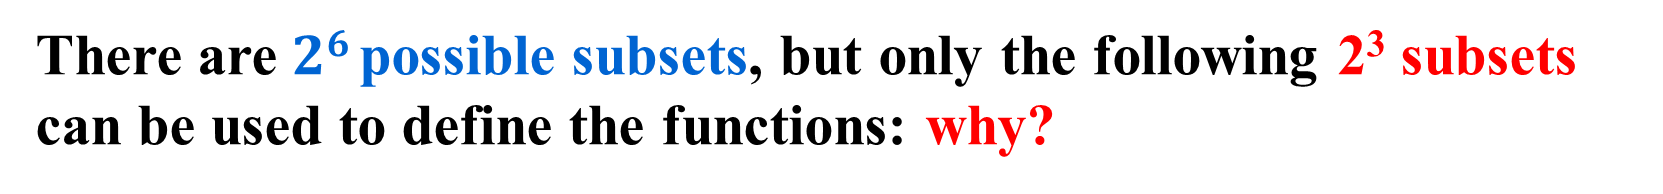 There are 2⁶ possible subsets, but only the following 2³ subsets
can be used to define the functions: why?